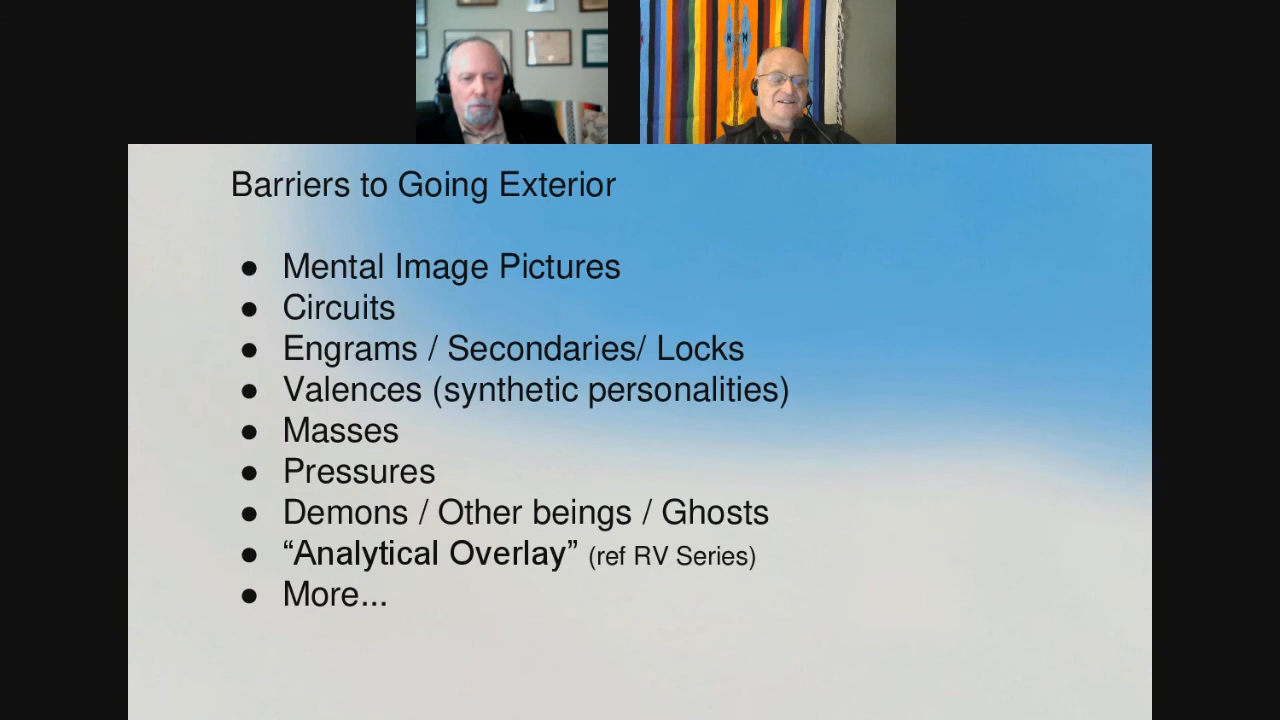 Barriers to Going Exterior
● Mental Image Pictures
● Circuits
● Engrams / Secondaries/ Locks
● Valences (synthetic personalities)
● Masses
● Pressures
● Demons / Other beings / Ghosts
● “Analytical Overlay” (ref RV Series)
● More...